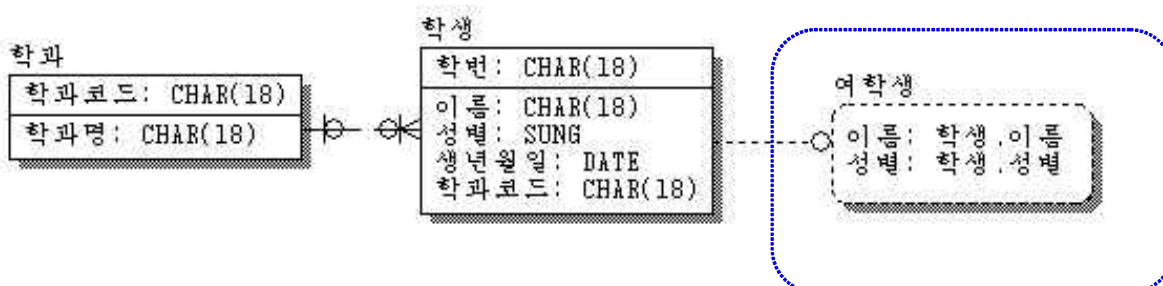 학과
학과코드: CHAR(18)
학과명: CHAR(18)
학생
학번: CHAR(18)
이름: CHAR(18)
성별: SUNG
생년월일: DATE
학과코드: CHAR(18)
여학생
이름: 학생.이름
성별: 학생.성별